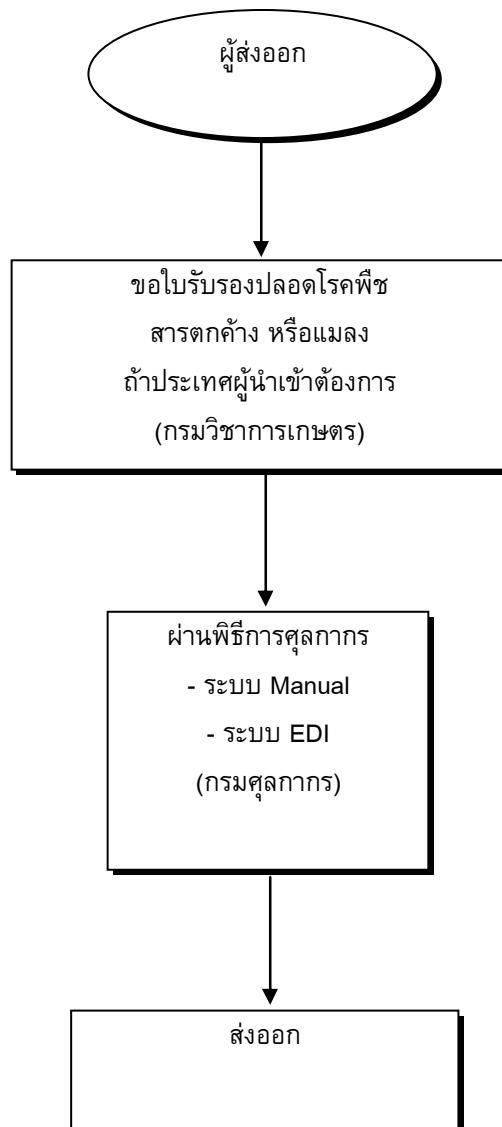 ผู้ส่งออก
ขอใบรับรองปลอดโรคพืช
สารตกค้าง หรือแมลง
ถ้าประเทศผู้นำเข้าต้องการ
(กรมวิชาการเกษตร)
ผ่านพิธีการศุลกากร
- ระบบ Manual
- ระบบ EDI
(กรมศุลกากร)
ส่งออก